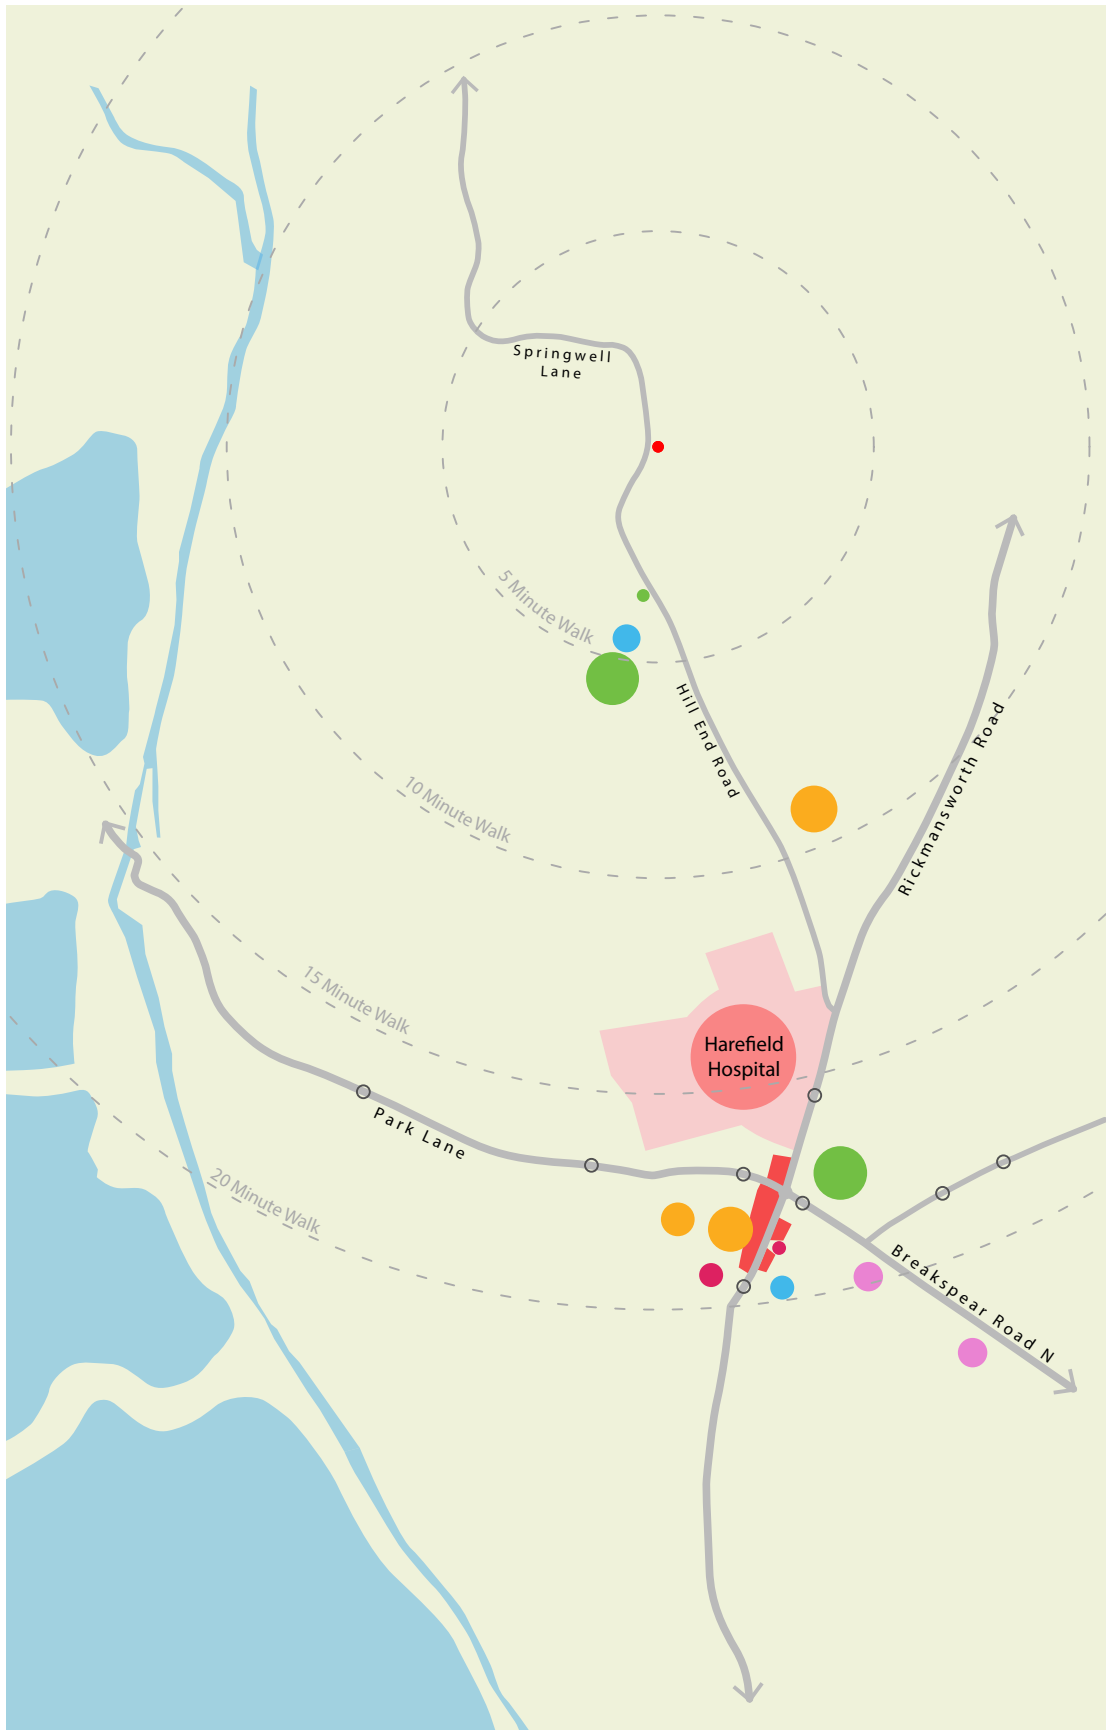 Springwell
Lane
5 Minute Walk
Hill End Road
Rickmansworth Road
10 Minute Walk
15 Minute Walk
Harefield
Hospital
Park Lane
20 Minute Walk
Breakspear Road N